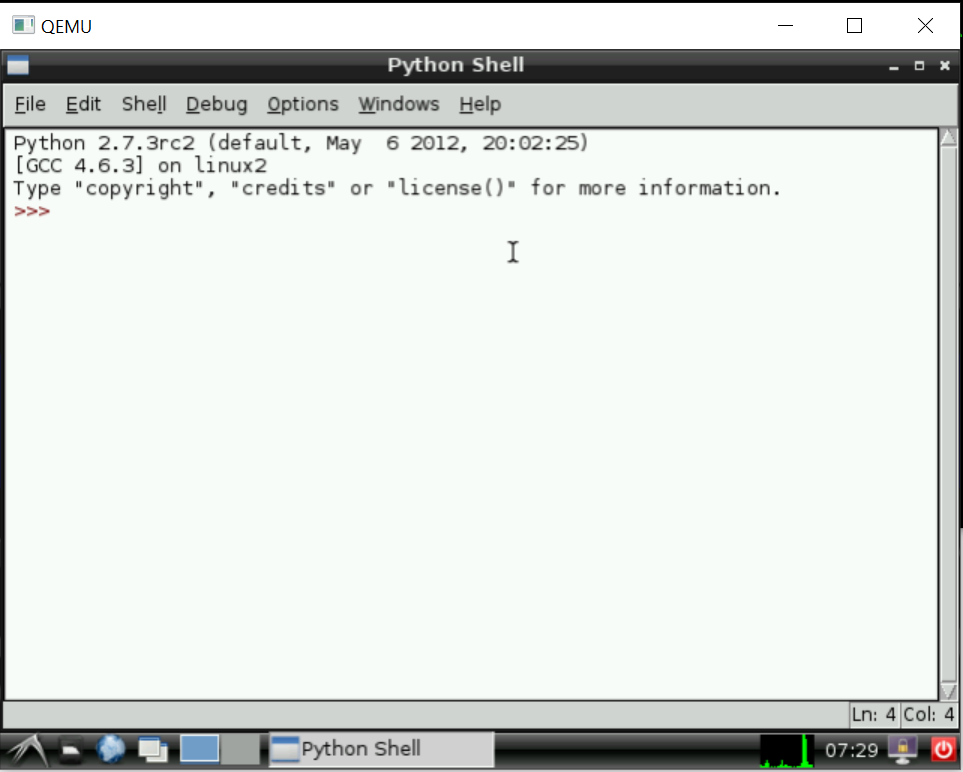 QEMU
Python Shell
File Edit Shell Debug Options Windows Help
Python 2.7.3rc2 (default, May  6 2012, 20:02:25)
[GCC 4.6.3] on linux2
Type "copyright", "credits" or "license()" for more information.
>>>
Ln: 4 Col: 4
Python Shell 07:29